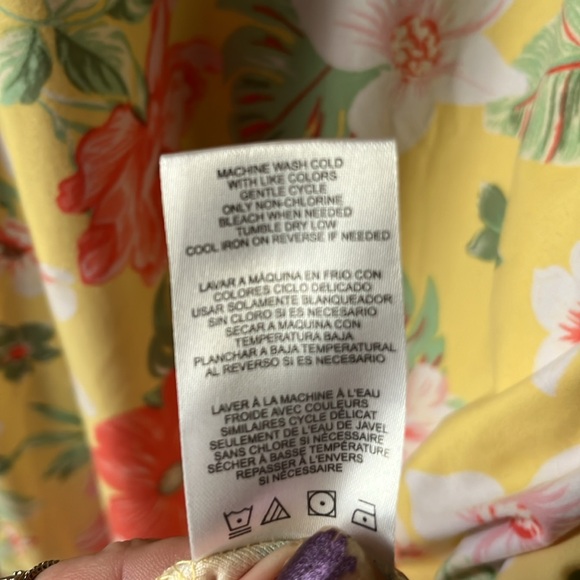 MACHINE WASH COLD
WITH LIKE COLORS
GENTLE CYCLE
ONLY NON-CHLORINE
BLEACH WHEN NEEDED
TUMBLE DRY LOW
COOL IRON ON REVERSE IF NEEDED
LAVAR A MÁQUINA EN FRIO CON
COLORES CICLO DELICADO
USAR SOLAMENTE BLANQUEADOR
SIN CLORO SI ES NECESARIO
SECAR A MAQUINA CON
TEMPERATURA BAJA
PLANCHAR A BAJA TEMPERATURAL
AL REVERSO SI ES NECESARIO
LAVER À LA MACHINE À L'EAU
FROIDE AVEC COULEURS
SIMILAIRES CYCLE DÉLICAT
SEULEMENT DE L'EAU DE JAVEL
SANS CHLORE SI NÉCESSAIRE
SÉCHER À BASSE TEMPÉRATURE
REPASSER À L'ENVERS
SI NÉCESSAIRE